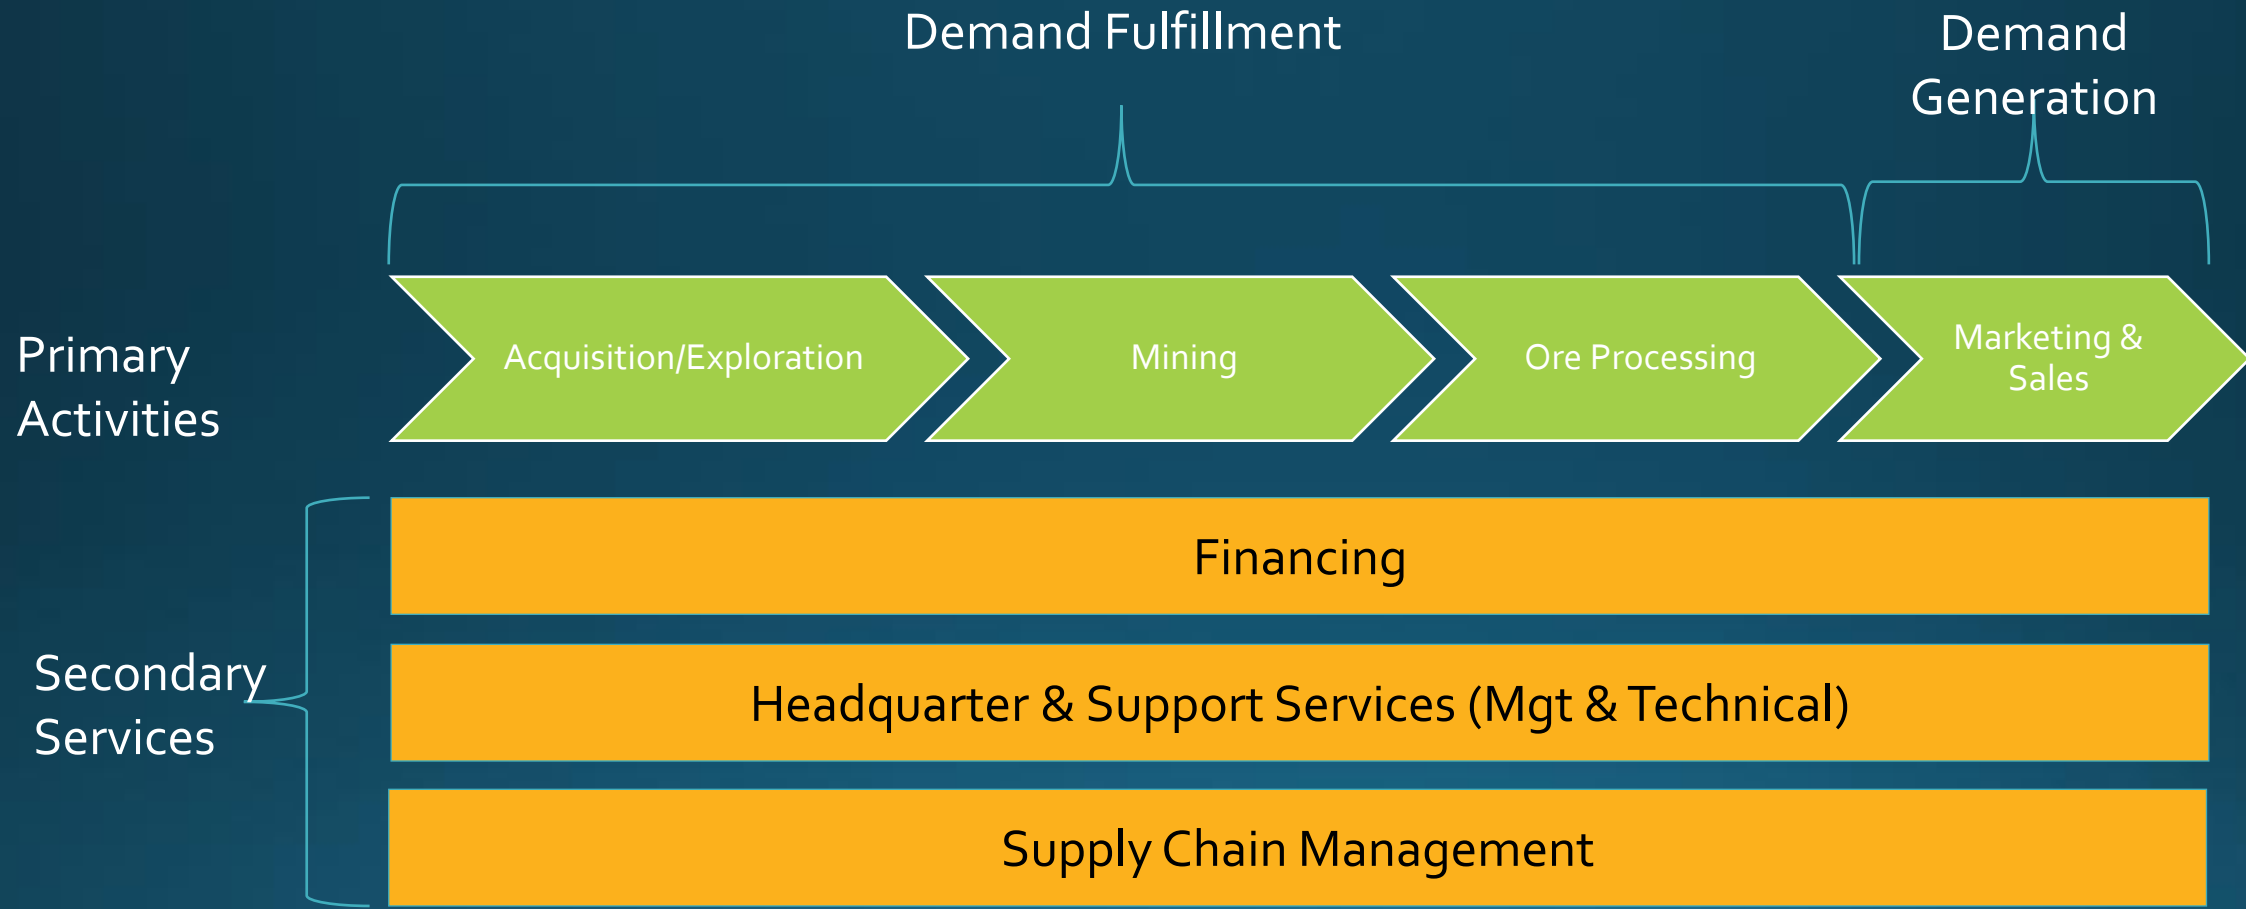 Demand Fulfillment
Demand
Generation
Primary
Activities
Acquisition/Exploration
Mining
Ore Processing
Marketing &
Sales
Secondary
Services
Financing
Headquarter & Support Services (Mgt & Technical)
Supply Chain Management